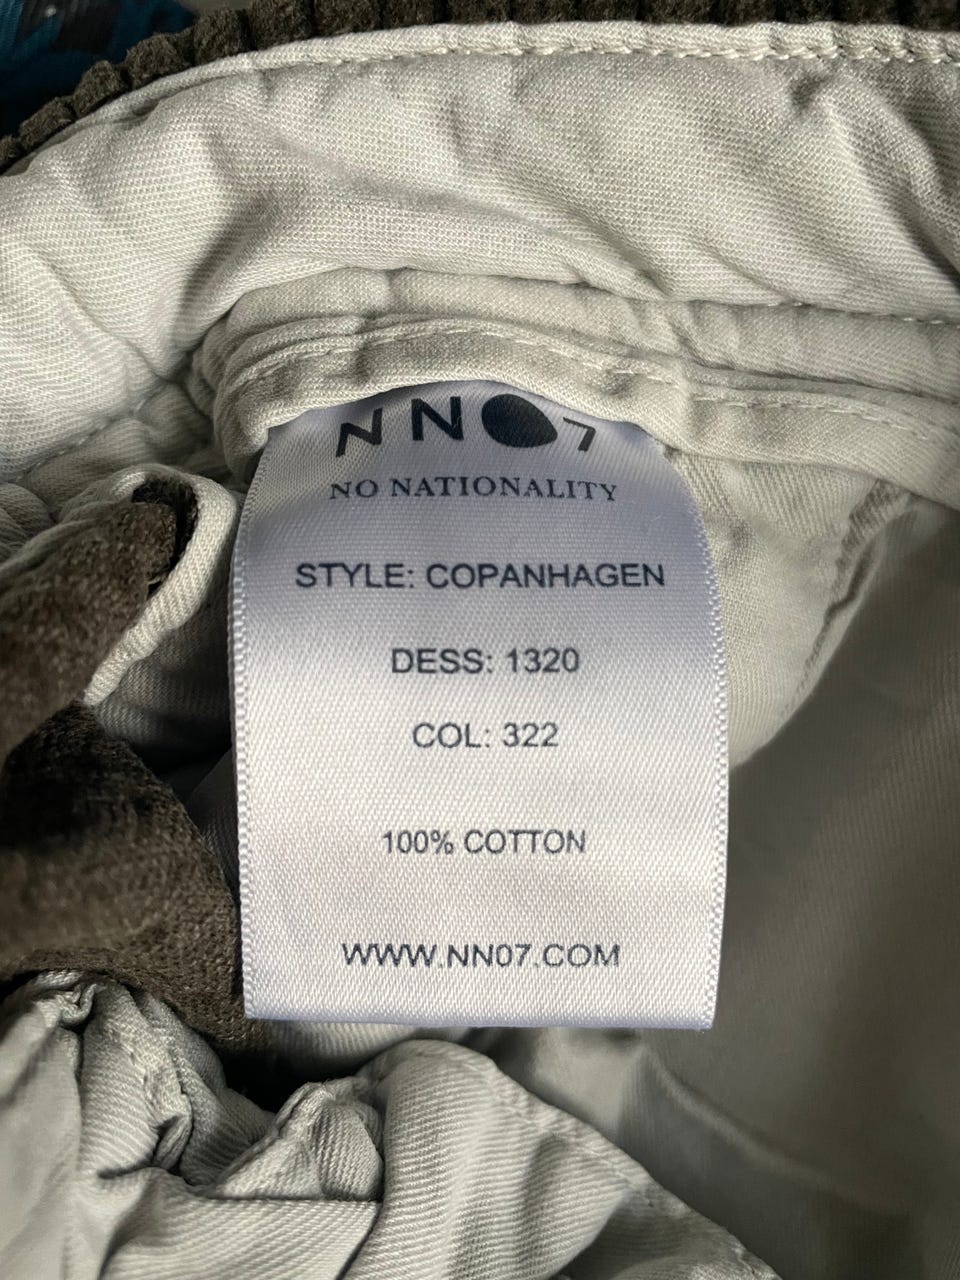 NN07
NO NATIONALITY
STYLE: COPANHAGEN
DESS: 1320
COL: 322
100% COTTON
WWW.NN07.COM